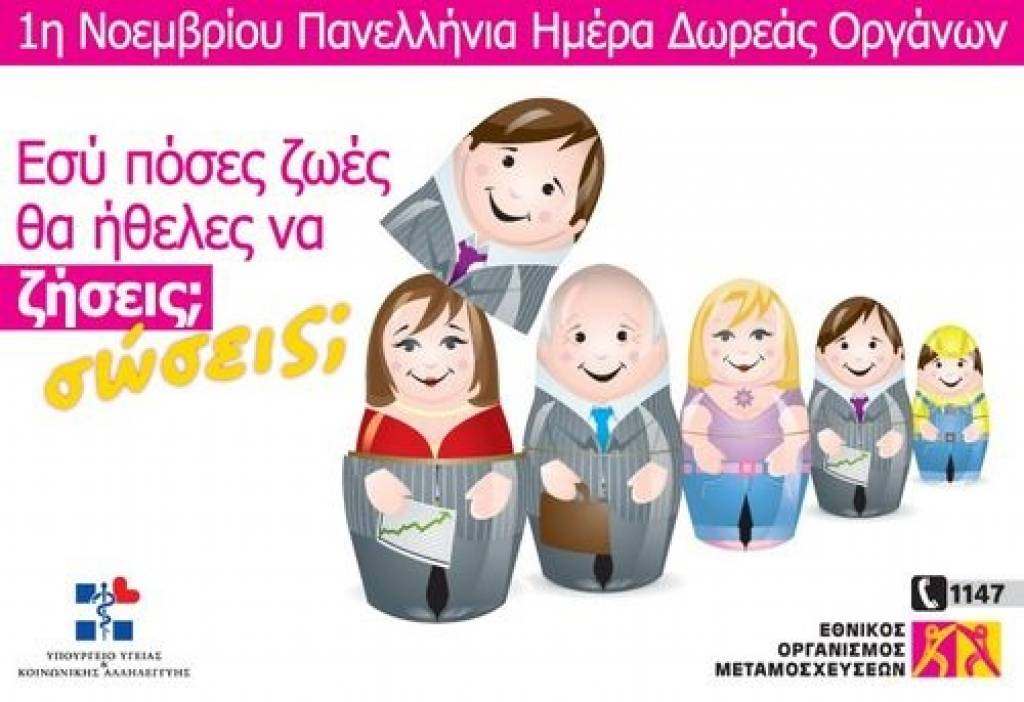 1η Νοεμβρίου Πανελλήνια Ημέρα Δωρεάς Οργάνων
Εσύ πόσες ζωές
θα ήθελες να
ζήσεις;
σώσεις;
ΥΠΟΥΡΓΕΙΟ ΥΓΕΙΑΣ
&
ΚΟΙΝΩΝΙΚΗΣ ΑΛΛΗΛΕΓΓΥΗΣ
1147
ΕΘΝΙΚΟΣ
ΟΡΓΑΝΙΣΜΟΣ
ΜΕΤΑΜΟΣΧΕΥΣΕΩΝ